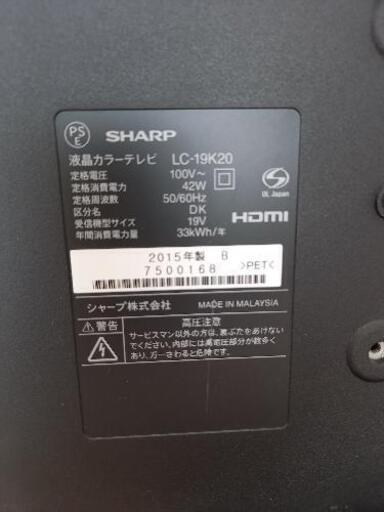 PS
E
SHARP
液晶カラーテレビ LC-19K20
定格電圧 100V～
定格消費電力 42W
定格周波数 50/60Hz
区分名 DK
受信機型サイズ 19V
年間消費電力量 33kWh/年
UL Japan
HDMI
2015年製 B
7500168
>PET<
シャープ株式会社 MADE IN MALAYSIA
警告 高圧注意
サービスマン以外の方は、裏ぶたをあけない
でください。内部には高電圧部分が数多く
あり、万一さわると危険です。